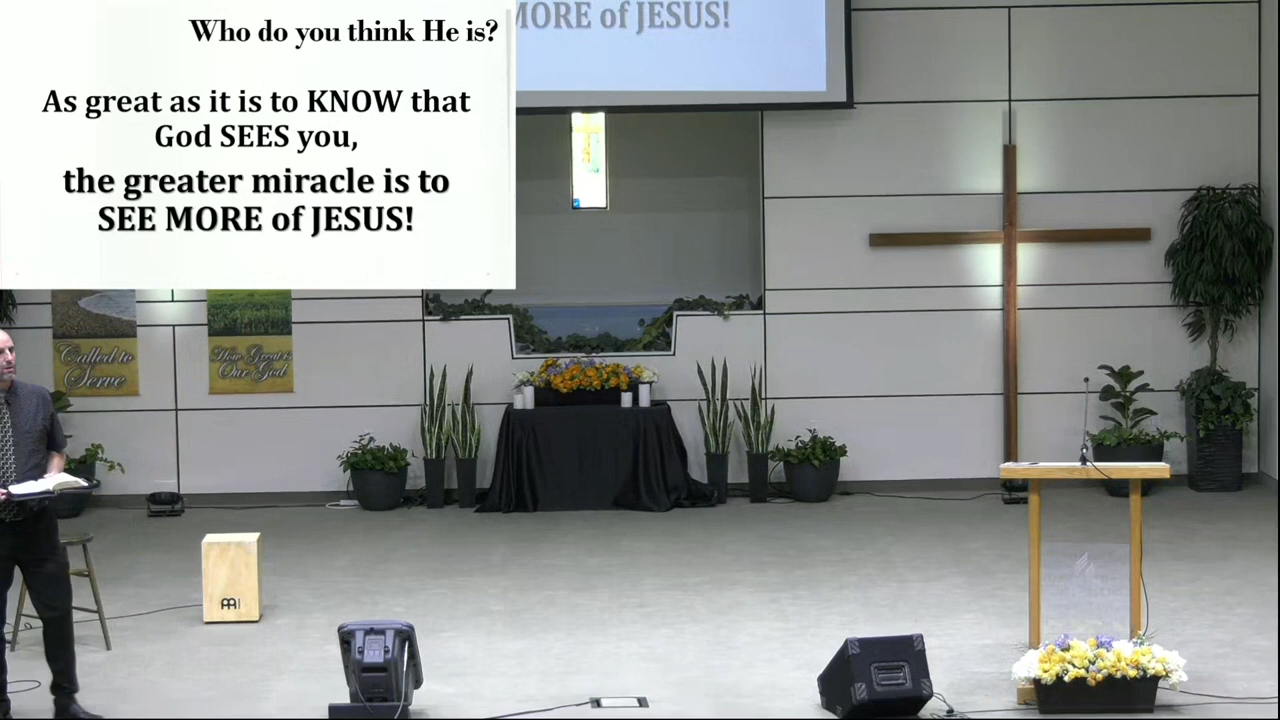 Who do you think He is?
As great as it is to KNOW that
God SEES you,
the greater miracle is to
SEE MORE of JESUS!
MORE of JESUS!
Called to
Serve
How Great is
Our God